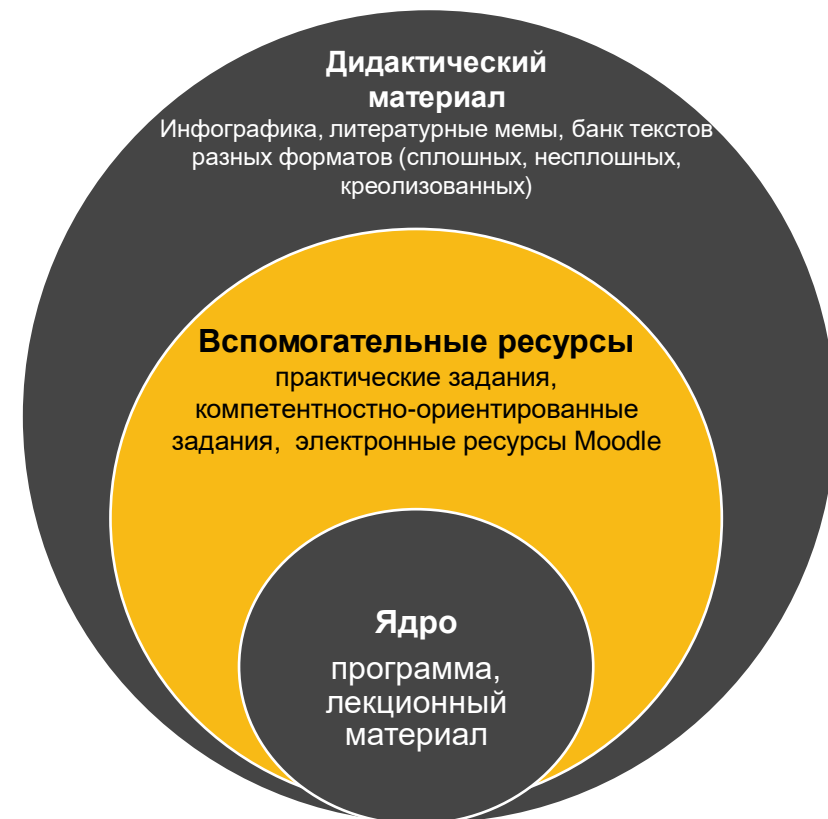 Дидактический
материал
Инфографика, литературные мемы, банк текстов
разных форматов (сплошных, несплошных,
креолизованных)
Вспомогательные ресурсы
практические задания,
компетентностно-ориентированные
задания,  электронные ресурсы Moodle
Ядро
программа,
лекционный
материал